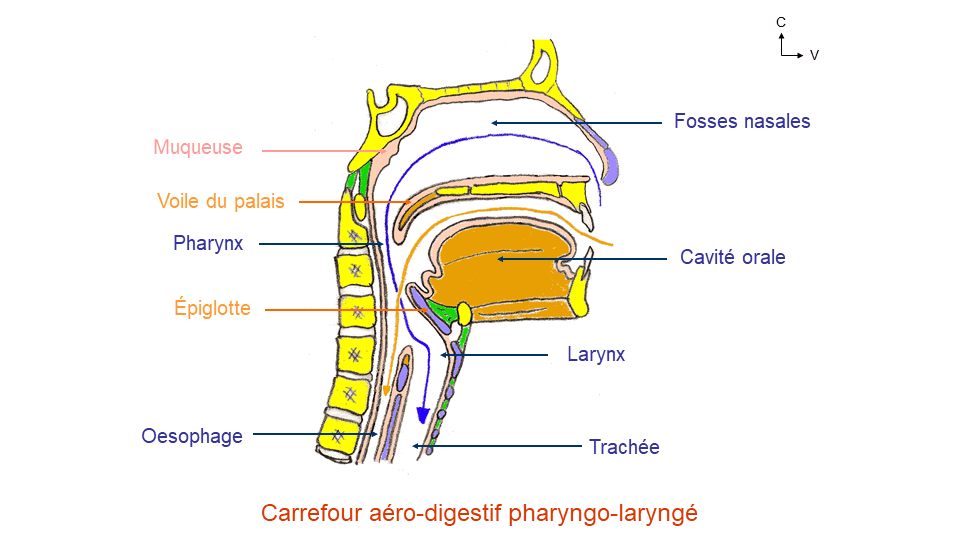 C
V
Fosses nasales
Muqueuse
Voile du palais
Pharynx
Cavité orale
Épiglotte
Larynx
Oesophage
Trachée
Carrefour aéro-digestif pharyngo-laryngé